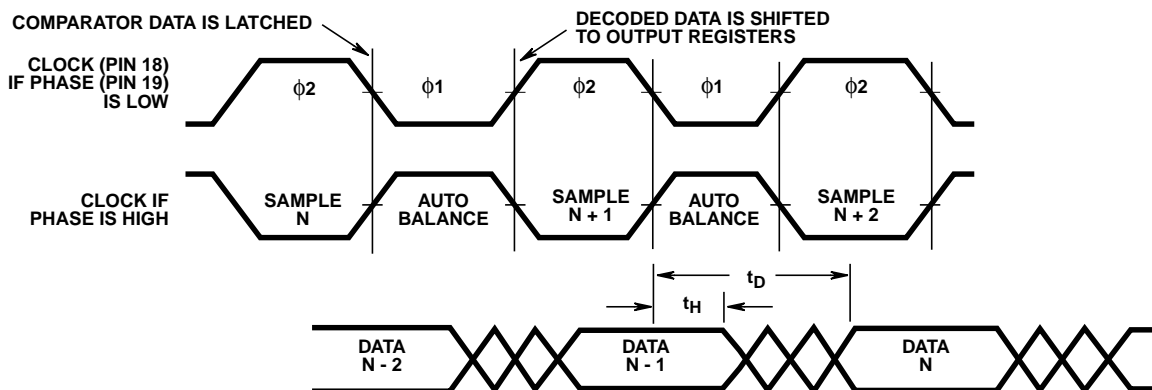 COMPARATOR DATA IS LATCHED
DECODED DATA IS SHIFTED
TO OUTPUT REGISTERS
CLOCK (PIN 18)
IF PHASE (PIN 19)
IS LOW
ϕ2
ϕ1
ϕ2
ϕ1
ϕ2
CLOCK IF
PHASE IS HIGH
SAMPLE
N
AUTO
BALANCE
SAMPLE
N + 1
AUTO
BALANCE
SAMPLE
N + 2
tD
tH
DATA
N - 2
DATA
N - 1
DATA
N